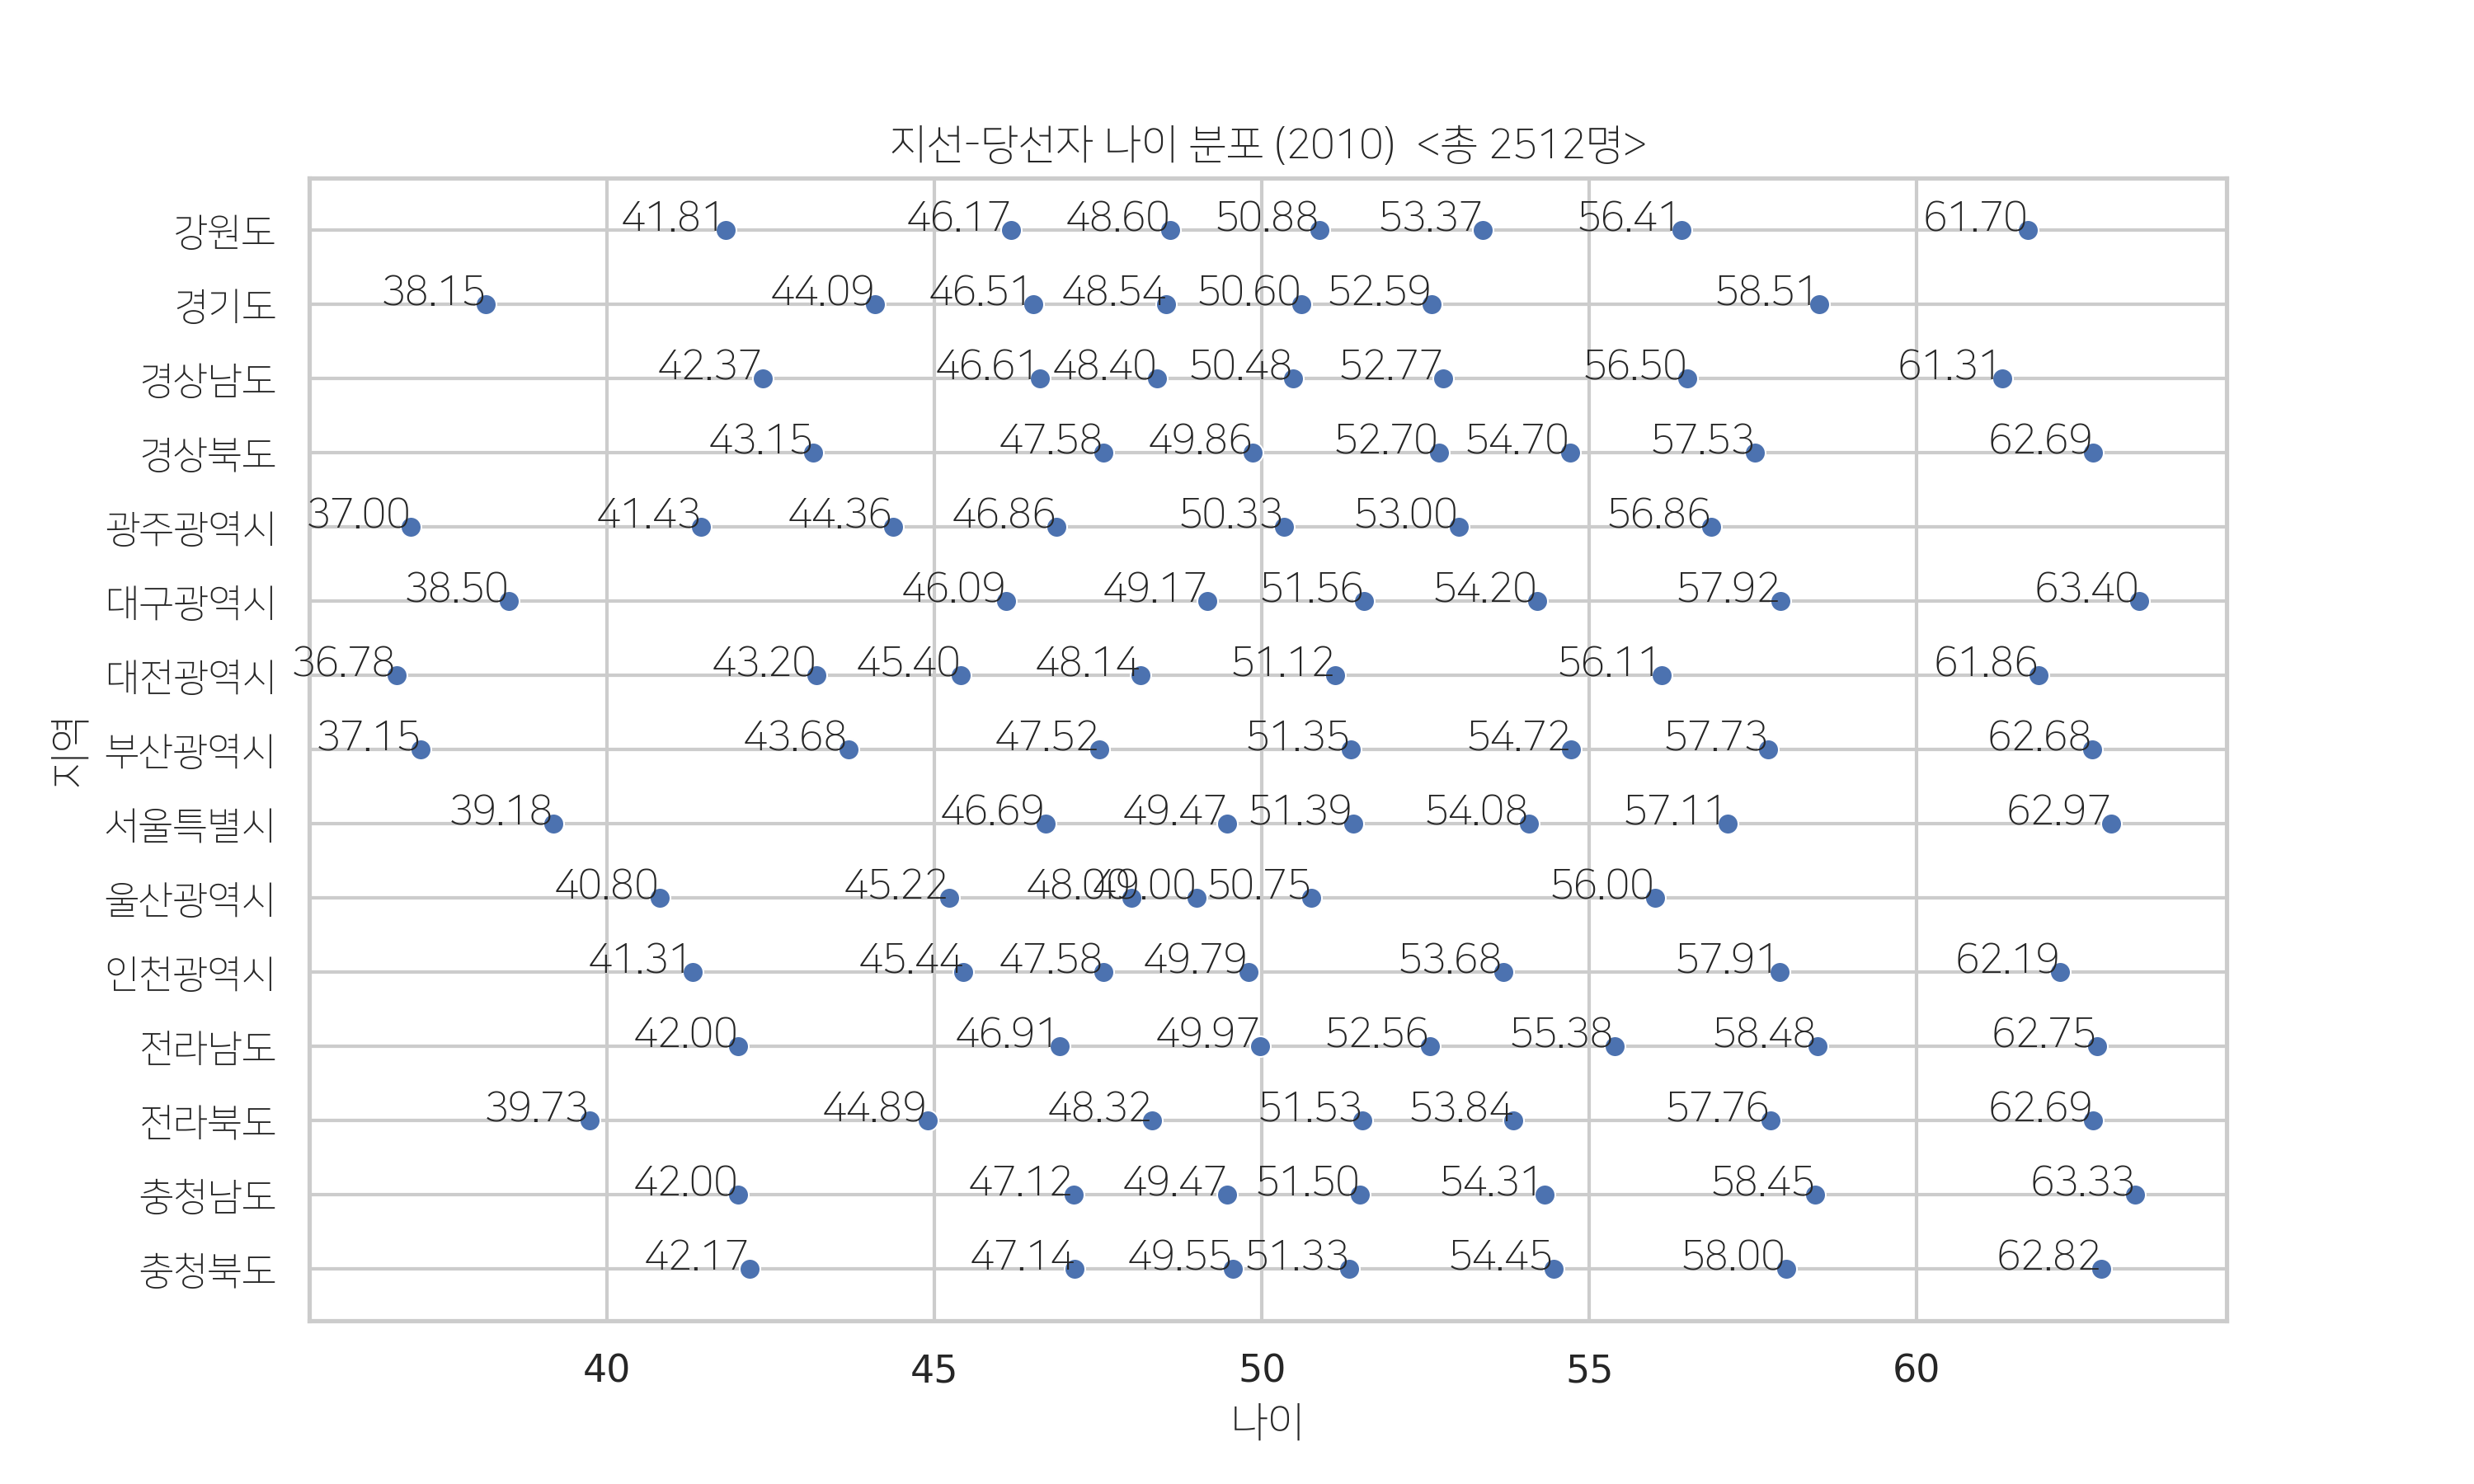 지선-당선자 나이 분포 (2010) <총 2512명>
강원도 41.81 46.17 48.60 50.88 53.37 56.41 61.70
경기도 38.15 44.09 46.51 48.54 50.60 52.59 58.51
경상남도 42.37 46.61 48.40 50.48 52.77 56.50 61.31
경상북도 43.15 47.58 49.86 52.70 54.70 57.53 62.69
광주광역시 37.00 41.43 44.36 46.86 50.33 53.00 56.86
대구광역시 38.50 46.09 49.17 51.56 54.20 57.92 63.40
대전광역시 36.78 43.20 45.40 48.14 51.12 56.11 61.86
부산광역시 37.15 43.68 47.52 51.35 54.72 57.73 62.68
서울특별시 39.18 46.69 49.47 51.39 54.08 57.11 62.97
울산광역시 40.80 45.22 48.00 49.00 50.75 56.00
인천광역시 41.31 45.44 47.58 49.79 53.68 57.91 62.19
전라남도 42.00 46.91 49.97 52.56 55.38 58.48 62.75
전라북도 39.73 44.89 48.32 51.53 53.84 57.76 62.69
충청남도 42.00 47.12 49.47 51.50 54.31 58.45 63.33
충청북도 42.17 47.14 49.55 51.33 54.45 58.00 62.82
지역
40 45 50 55 60
나이